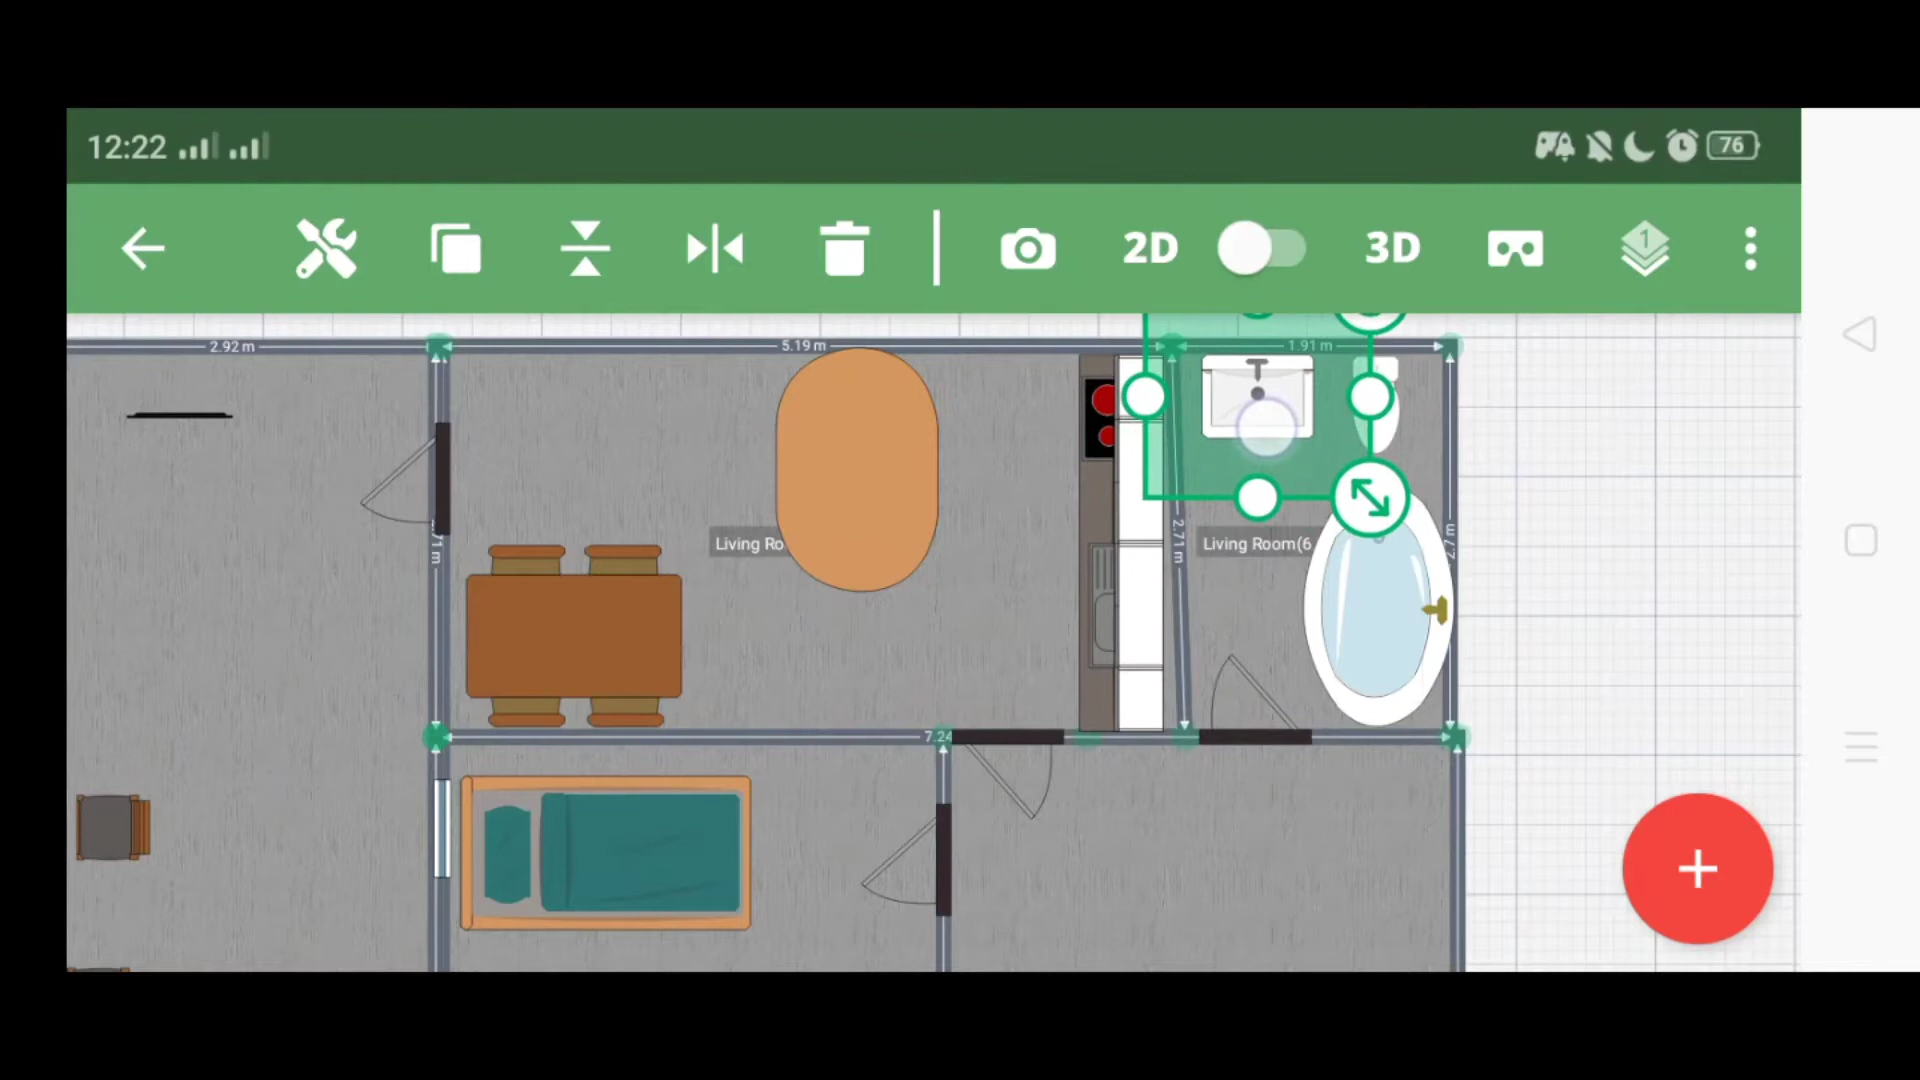 12:22
76
2D
3D
1
2.92 m
5.19 m
1.91 m
Living Ro
2.71 m
Living Room(6
7.24